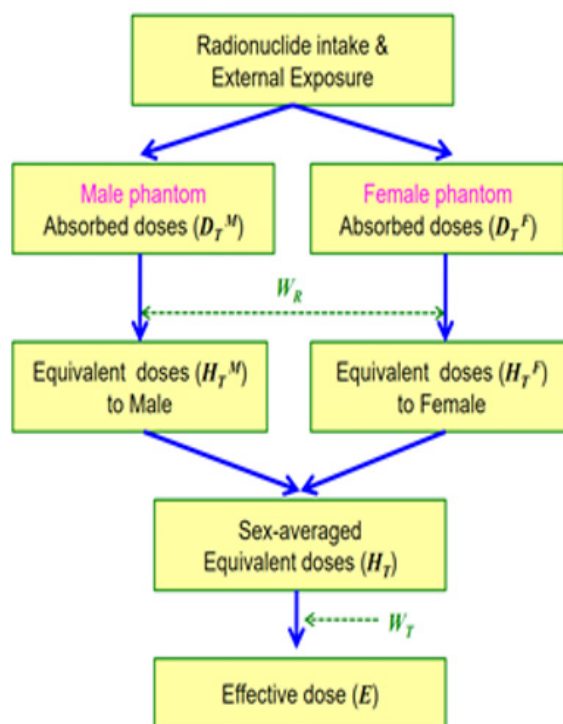 Radionuclide intake &
External Exposure
Male phantom
Absorbed doses (D_T^M)
Female phantom
Absorbed doses (D_T^F)
W_R
Equivalent doses (H_T^M)
to Male
Equivalent doses (H_T^F)
to Female
Sex-averaged
Equivalent doses (H_T)
W_T
Effective dose (E)